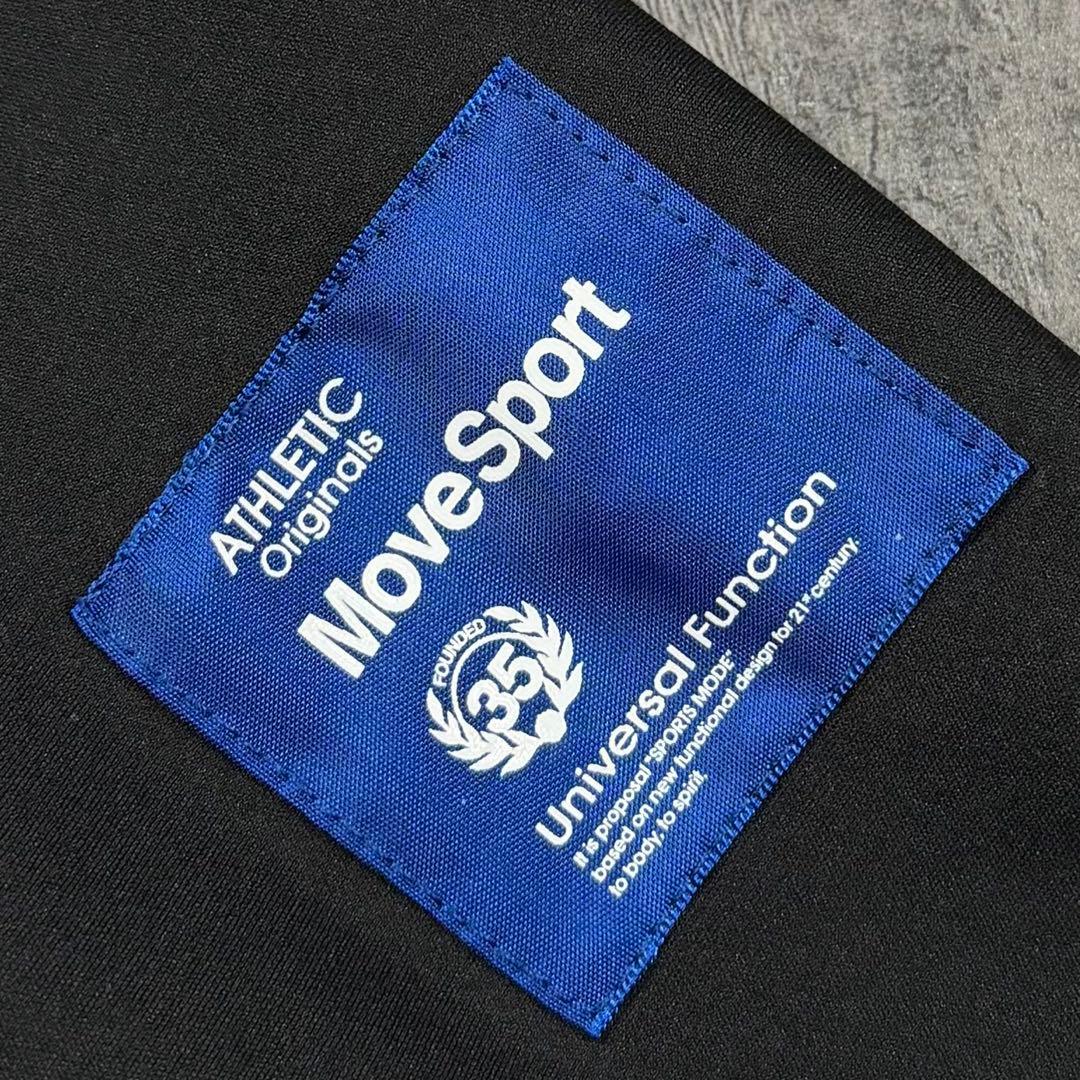 ATHLETIC
Originals
MoveSport
FOUNDED
35
Universal Function
It is proposal "SPORTS MODE"
based on new functional design for 21st century.
to body, to spirit